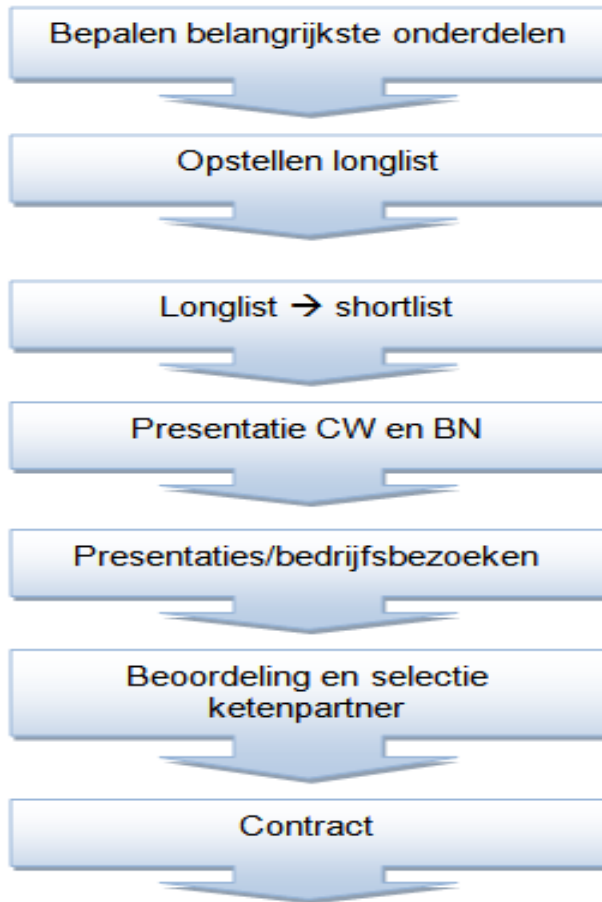 Bepalen belangrijkste onderdelen
Opstellen longlist
Longlist → shortlist
Presentatie CW en BN
Presentaties/bedrijfsbezoeken
Beoordeling en selectie
ketenpartner
Contract